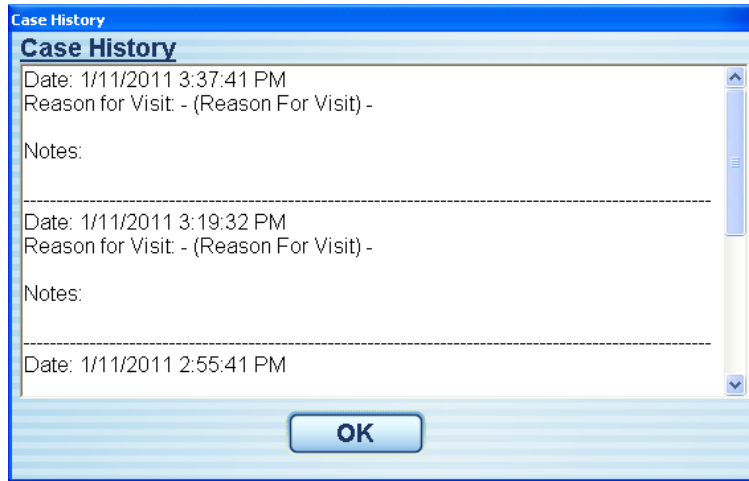 Case History
Case History
Date: 1/11/2011 3:37:41 PM
Reason for Visit: - (Reason For Visit) -
Notes:
--------------------------------------------------------------------------------
Date: 1/11/2011 3:19:32 PM
Reason for Visit: - (Reason For Visit) -
Notes:
--------------------------------------------------------------------------------
Date: 1/11/2011 2:55:41 PM
OK